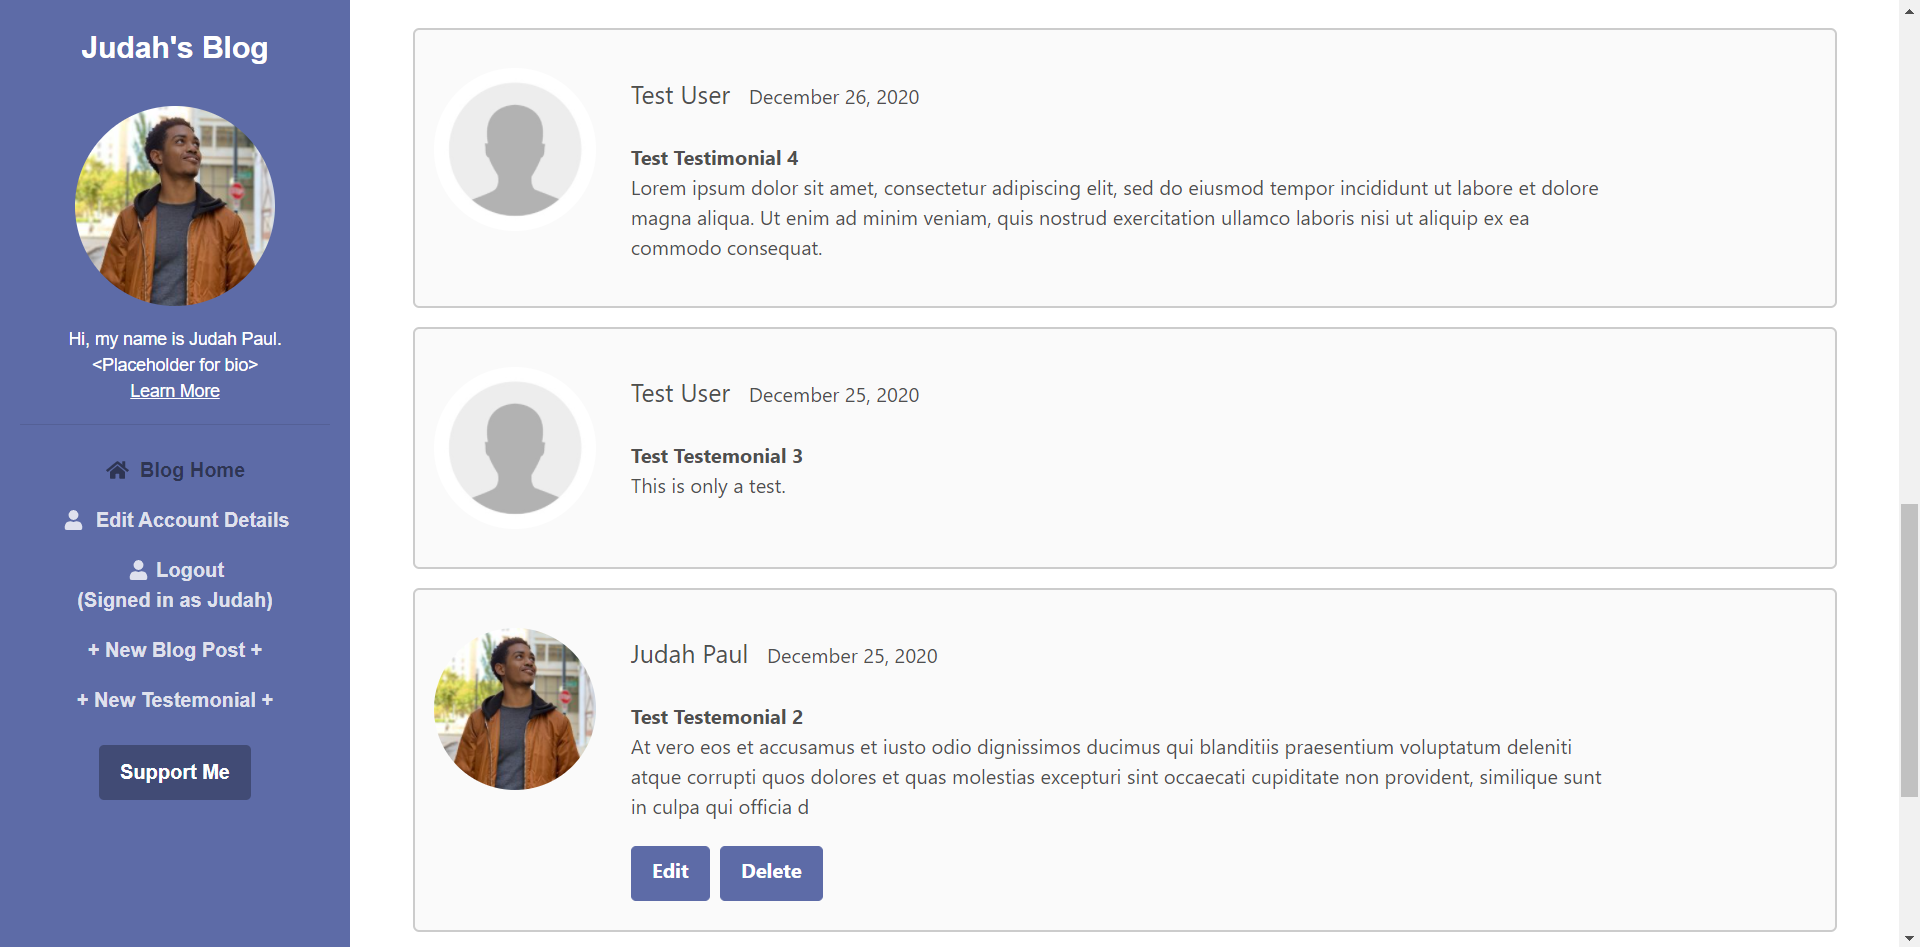 Judah's Blog
Hi, my name is Judah Paul.
<Placeholder for bio>
Learn More
Blog Home
Edit Account Details
Logout
(Signed in as Judah)
+ New Blog Post +
+ New Testemonial +
Support Me
Test User December 26, 2020
Test Testimonial 4
Lorem ipsum dolor sit amet, consectetur adipiscing elit, sed do eiusmod tempor incididunt ut labore et dolore
magna aliqua. Ut enim ad minim veniam, quis nostrud exercitation ullamco laboris nisi ut aliquip ex ea
commodo consequat.
Test User December 25, 2020
Test Testemonial 3
This is only a test.
Judah Paul December 25, 2020
Test Testemonial 2
At vero eos et accusamus et iusto odio dignissimos ducimus qui blanditiis praesentium voluptatum deleniti
atque corrupti quos dolores et quas molestias excepturi sint occaecati cupiditate non provident, similique sunt
in culpa qui officia d
Edit Delete